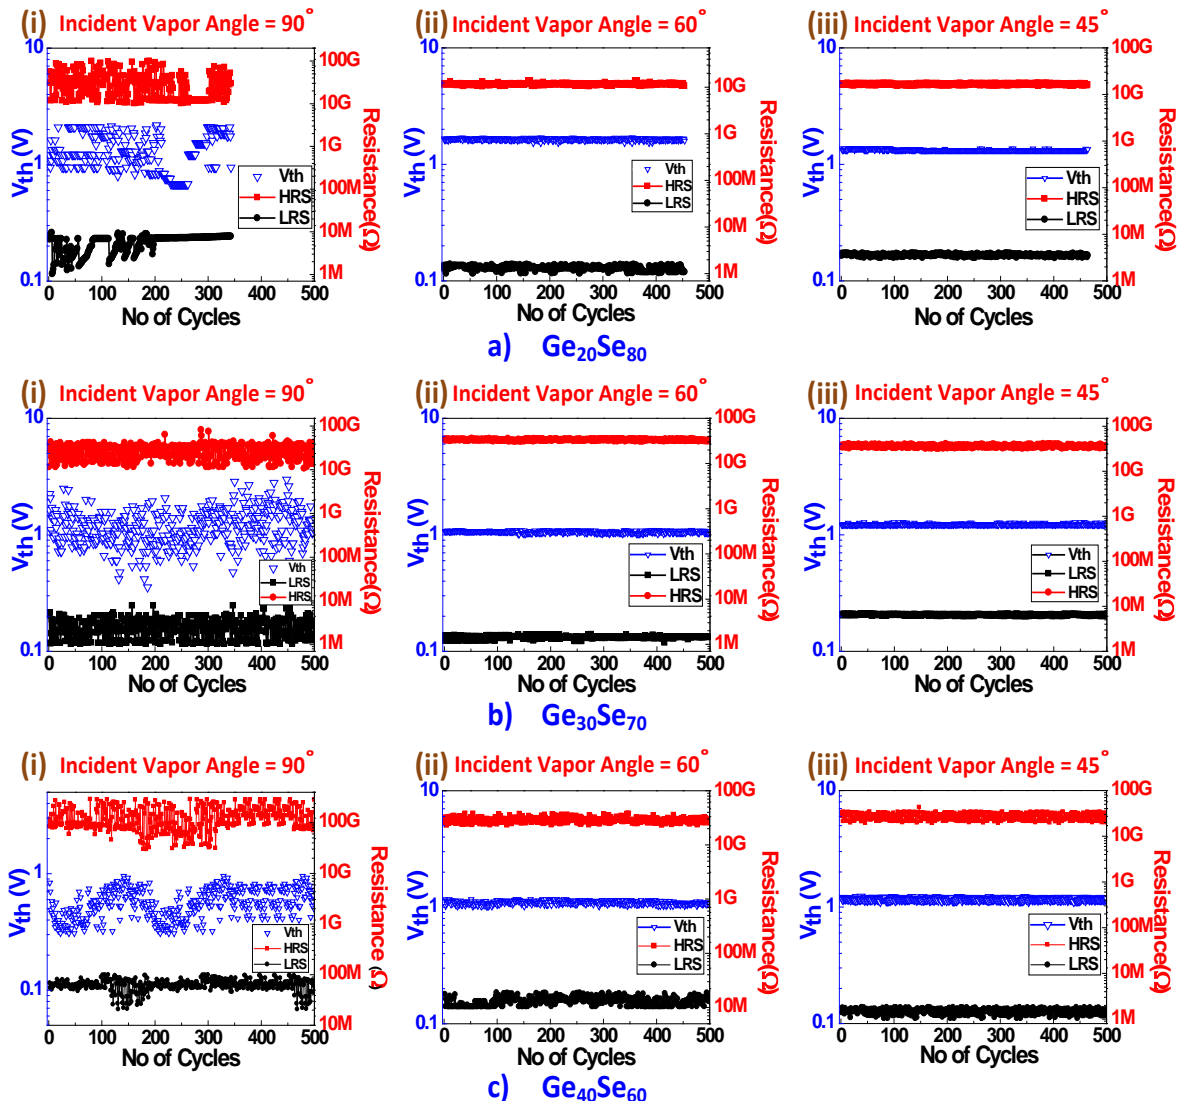 (i) Incident Vapor Angle = 90°
10
1
0.1
Vth (V)
100G
10G
1G
100M
10M
1M
Resistance(Ω)
Vth
HRS
LRS
0 100 200 300 400 500
No of Cycles
(ii) Incident Vapor Angle = 60°
10
1
0.1
Vth (V)
100G
10G
1G
100M
10M
1M
Resistance(Ω)
Vth
HRS
LRS
0 100 200 300 400 500
No of Cycles
(iii) Incident Vapor Angle = 45°
10
1
0.1
Vth (V)
100G
10G
1G
100M
10M
1M
Resistance(Ω)
Vth
HRS
LRS
0 100 200 300 400 500
No of Cycles
a) Ge20Se80
(i) Incident Vapor Angle = 90°
10
1
0.1
Vth (V)
100G
10G
1G
100M
10M
1M
Resistance(Ω)
Vth
LRS
HRS
0 100 200 300 400 500
No of Cycles
(ii) Incident Vapor Angle = 60°
10
1
0.1
Vth (V)
100G
10G
1G
100M
10M
1M
Resistance(Ω)
Vth
LRS
HRS
0 100 200 300 400 500
No of Cycles
(iii) Incident Vapor Angle = 45°
10
1
0.1
Vth (V)
100G
10G
1G
100M
10M
1M
Resistance(Ω)
Vth
LRS
HRS
0 100 200 300 400 500
No of Cycles
b) Ge30Se70
(i) Incident Vapor Angle = 90°
1
0.1
Vth (V)
100G
10G
1G
100M
10M
Resistance (Ω)
Vth
HRS
LRS
0 100 200 300 400 500
No of Cycles
(ii) Incident Vapor Angle = 60°
10
1
0.1
Vth (V)
100G
10G
1G
100M
10M
Resistance(Ω)
Vth
HRS
LRS
0 100 200 300 400 500
No of Cycles
(iii) Incident Vapor Angle = 45°
10
1
0.1
Vth (V)
100G
10G
1G
100M
10M
1M
Resistance(Ω)
Vth
HRS
LRS
0 100 200 300 400 500
No of Cycles
c) Ge40Se60